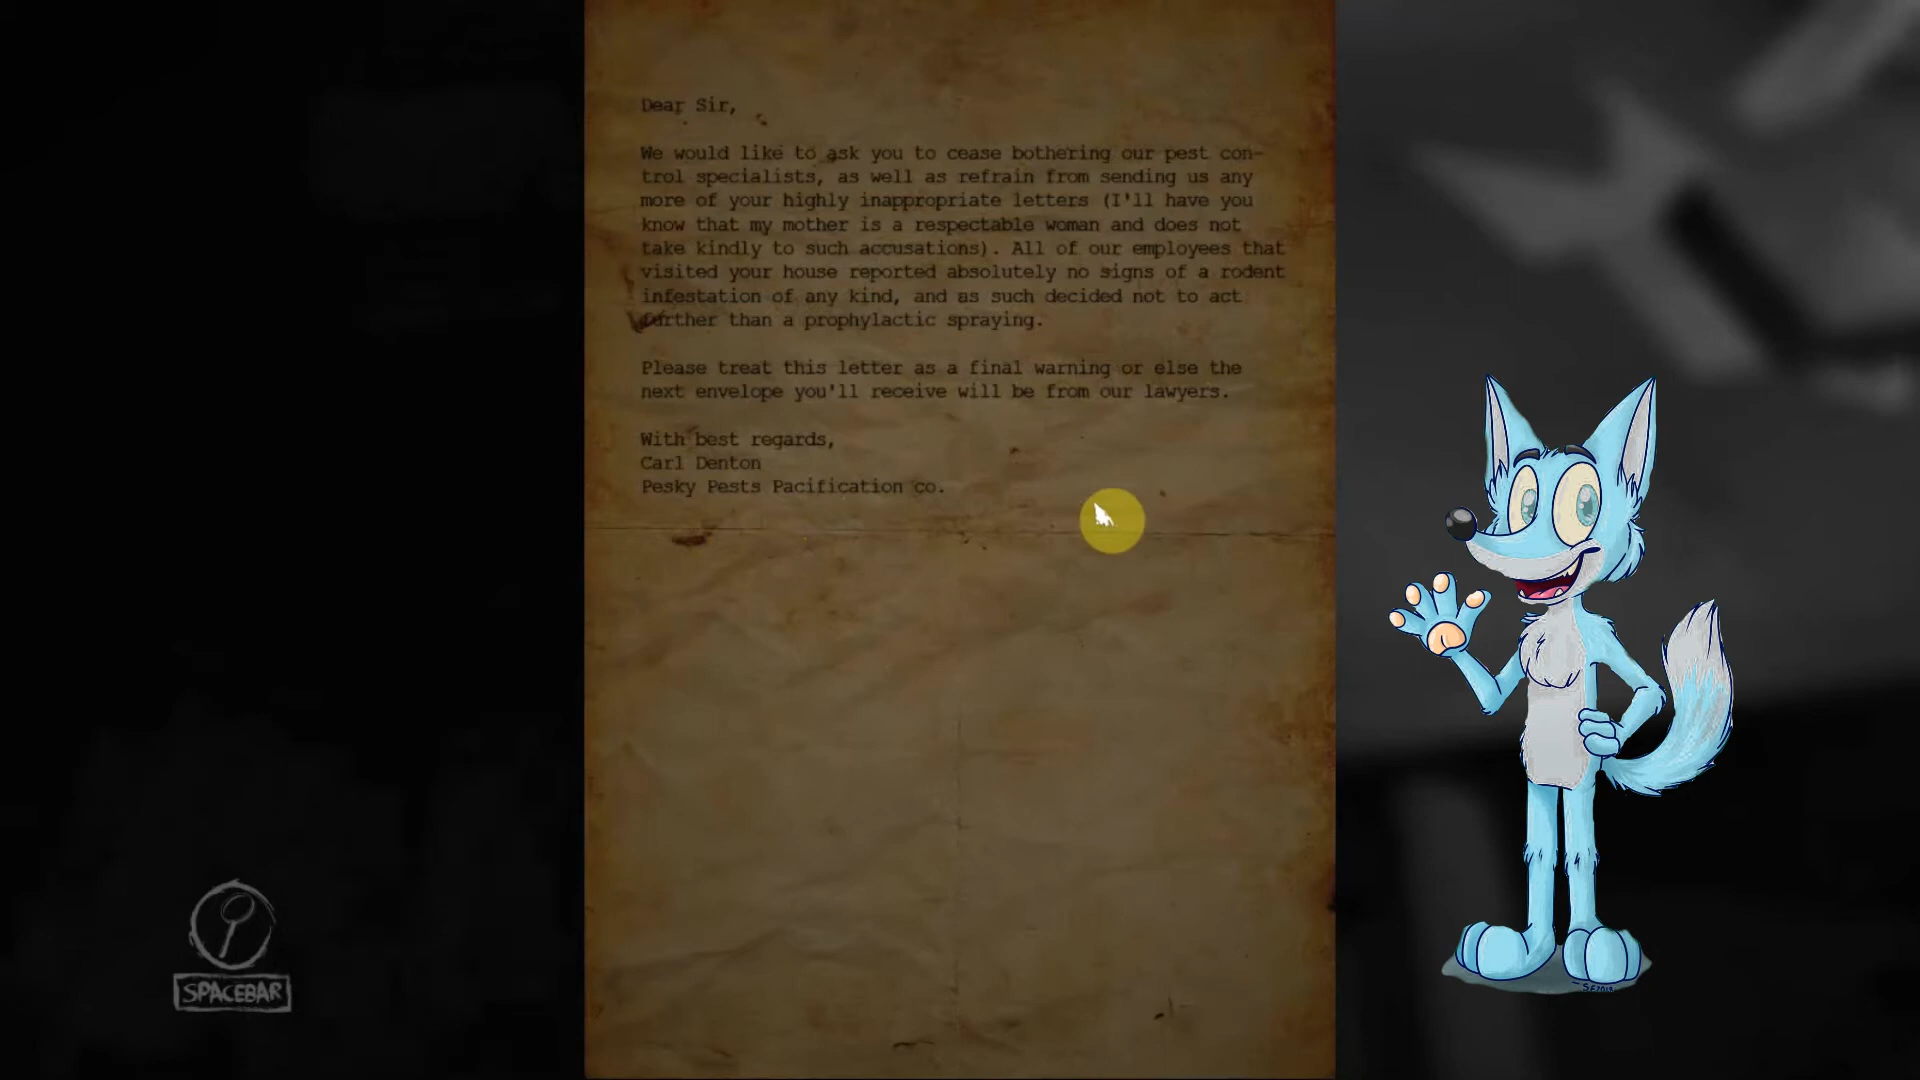 Dear Sir,
We would like to ask you to cease bothering our pest con-
trol specialists, as well as refrain from sending us any
more of your highly inappropriate letters (I'll have you
know that my mother is a respectable woman and does not
take kindly to such accusations). All of our employees that
visited your house reported absolutely no signs of a rodent
infestation of any kind, and as such decided not to act
further than a prophylactic spraying.
Please treat this letter as a final warning or else the
next envelope you'll receive will be from our lawyers.
With best regards,
Carl Denton
Pesky Pests Pacification co.
SPACEBAR